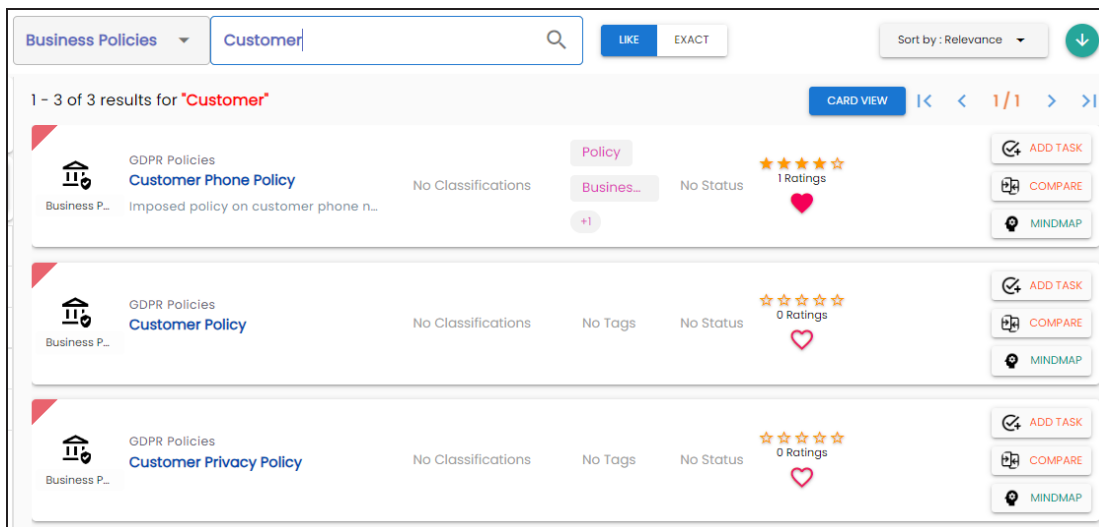 Business Policies
Customer
LIKE
EXACT
Sort by : Relevance
1 - 3 of 3 results for "Customer"
CARD VIEW
1 / 1
GDPR Policies
Customer Phone Policy
Imposed policy on customer phone n...
Business P...
No Classifications
Policy
Busines...
+1
No Status
1 Ratings
ADD TASK
COMPARE
MINDMAP
GDPR Policies
Customer Policy
Business P...
No Classifications
No Tags
No Status
0 Ratings
ADD TASK
COMPARE
MINDMAP
GDPR Policies
Customer Privacy Policy
Business P...
No Classifications
No Tags
No Status
0 Ratings
ADD TASK
COMPARE
MINDMAP